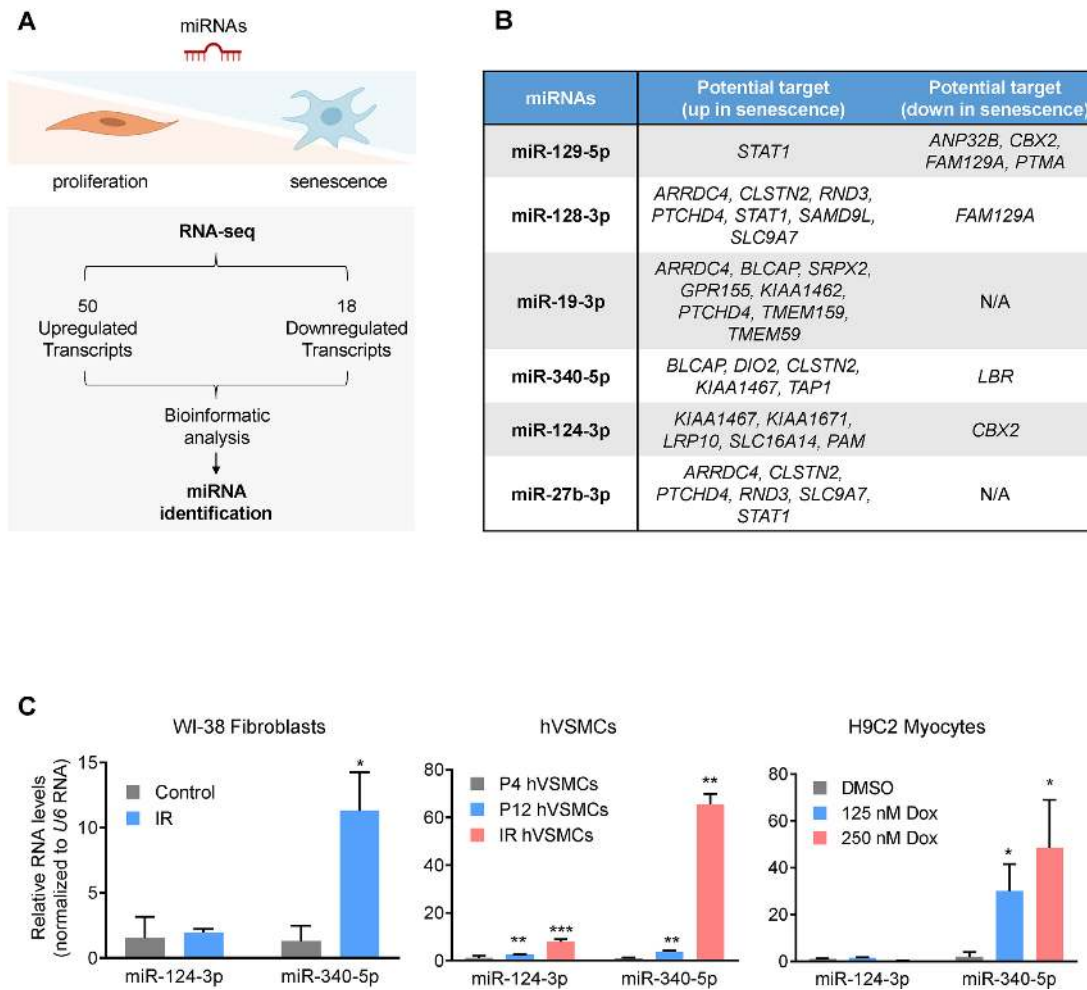 A
miRNAs
proliferation senescence
RNA-seq
50 18
Upregulated Downregulated
Transcripts Transcripts
Bioinformatic
analysis
miRNA
identification
B
miRNAs
Potential target
(up in senescence)
Potential target
(down in senescence)
miR-129-5p
STAT1
ANP32B, CBX2,
FAM129A, PTMA
miR-128-3p
ARRDC4, CLSTN2, RND3,
PTCHD4, STAT1, SAMD9L,
SLC9A7
FAM129A
miR-19-3p
ARRDC4, BLCAP, SRPX2,
GPR155, KIAA1462,
PTCHD4, TMEM159,
TMEM59
N/A
miR-340-5p
BLCAP, DIO2, CLSTN2,
KIAA1467, TAP1
LBR
miR-124-3p
KIAA1467, KIAA1671,
LRP10, SLC16A14, PAM
CBX2
miR-27b-3p
ARRDC4, CLSTN2,
PTCHD4, RND3, SLC9A7,
STAT1
N/A
C
WI-38 Fibroblasts
Relative RNA levels
(normalized to U6 RNA)
15
10
5
0
Control
IR
*
miR-124-3p miR-340-5p
hVSMCs
80
60
40
20
0
P4 hVSMCs
P12 hVSMCs
IR hVSMCs
** *** ** **
miR-124-3p miR-340-5p
H9C2 Myocytes
80
60
40
20
0
DMSO
125 nM Dox
250 nM Dox
* *
miR-124-3p miR-340-5p